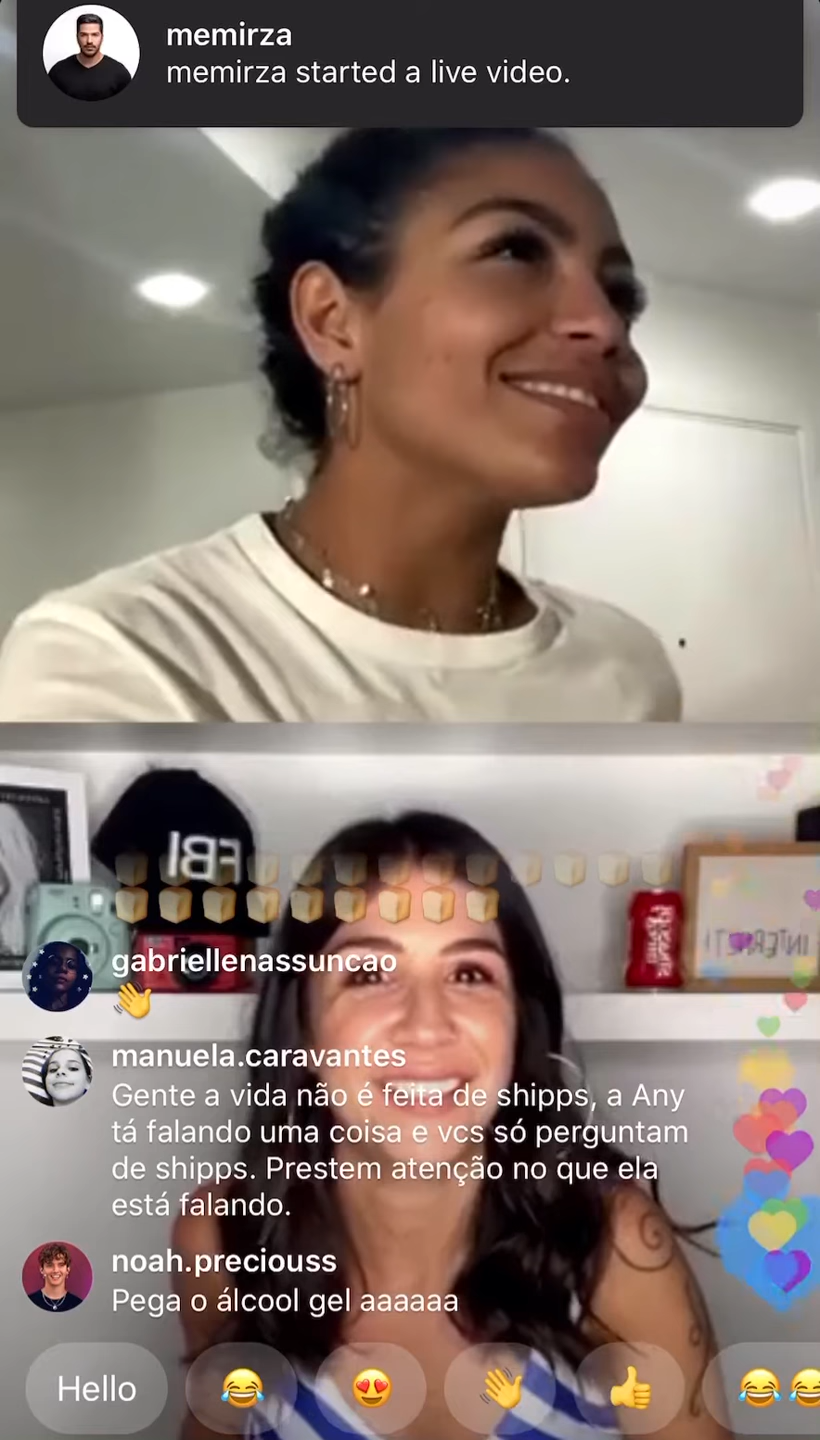 memirza
memirza started a live video.
FBI
INTERNET!
gabriellenassuncao
👋
manuela.caravantes
Gente a vida não é feita de shipps, a Any
tá falando uma coisa e vcs só perguntam
de shipps. Prestem atenção no que ela
está falando.
noah.preciouss
Pega o álcool gel aaaaaa
Hello